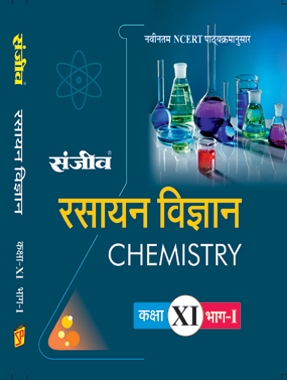 नवीनतम NCERT पाठ्यक्रमानुसार
संजीव
रसायन विज्ञान
CHEMISTRY
कक्षा XI भाग-I
संजीव
रसायन विज्ञान
कक्षा-XI भाग-I